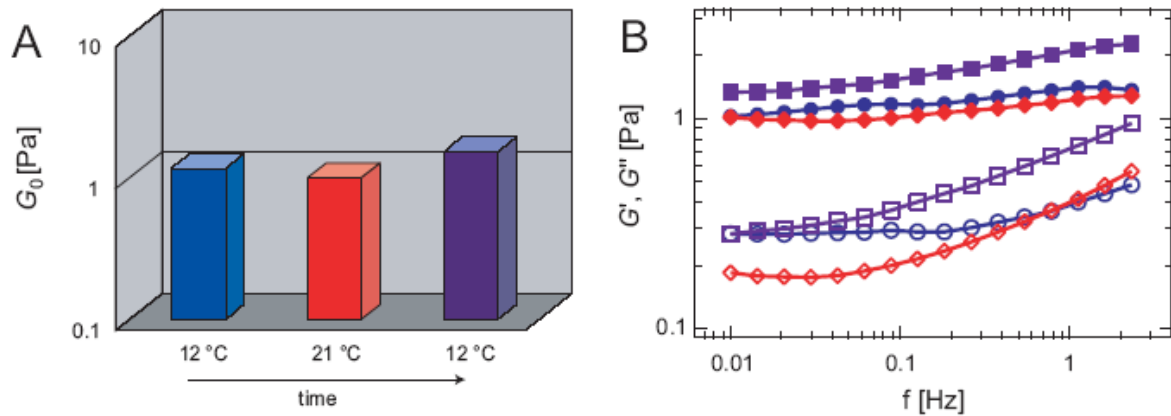 A
10
1
0.1
G₀ [Pa]
12 °C
21 °C
12 °C
time
B
1
0.1
G', G" [Pa]
0.01
0.1
1
f [Hz]